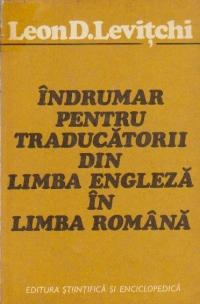 Leon D. Levițchi
ÎNDRUMAR
PENTRU
TRADUCĂTORII
DIN
LIMBA ENGLEZĂ
ÎN
LIMBA ROMÂNĂ
EDITURA ȘTIINȚIFICĂ ȘI ENCICLOPEDICĂ